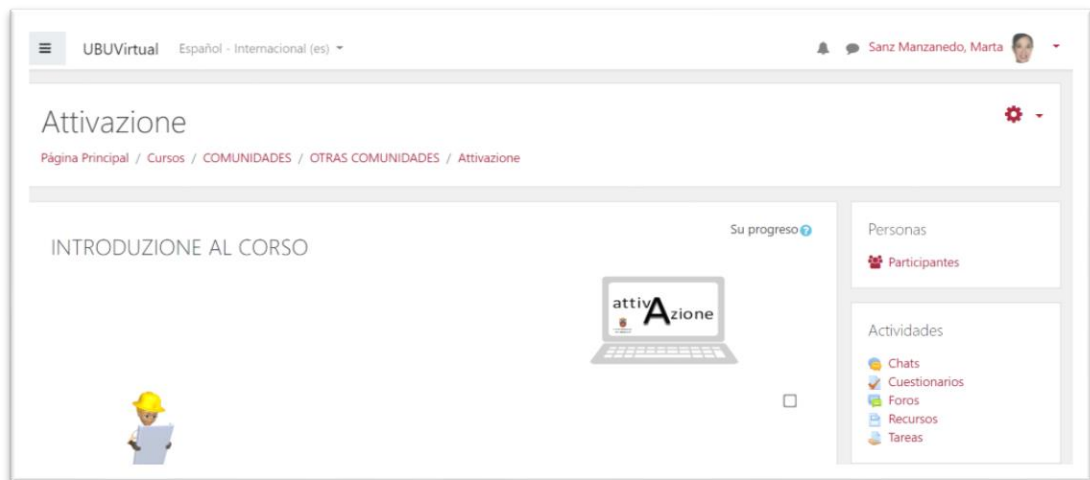 UBUVirtual Español - Internacional (es) Sanz Manzanedo, Marta
Attivazione
Página Principal / Cursos / COMUNIDADES / OTRAS COMUNIDADES / Attivazione
INTRODUZIONE AL CORSO
Su progreso
attivAzione
Personas
Participantes
Actividades
Chats
Cuestionarios
Foros
Recursos
Tareas